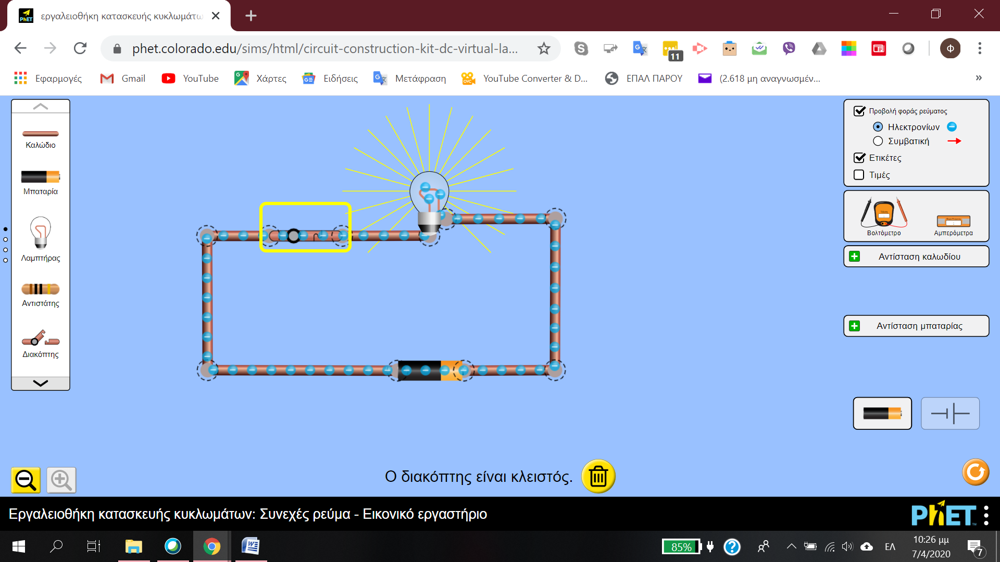 εργαλειοθήκη κατασκευής κυκλωμάτω
phet.colorado.edu/sims/html/circuit-construction-kit-dc-virtual-la...
11
Φ
Εφαρμογές
Gmail
YouTube
Χάρτες
Ειδήσεις
Μετάφραση
YouTube Converter & D...
ΕΠΑΛ ΠΑΡΟΥ
(2.618 μη αναγνωσμέν...
»
Καλώδιο
Μπαταρία
Λαμπτήρας
Αντιστάτης
Διακόπτης
Προβολή φοράς ρεύματος
Ηλεκτρονίων
Συμβατική
Ετικέτες
Τιμές
Βολτόμετρο
Αμπερόμετρα
Αντίσταση καλωδίου
Αντίσταση μπαταρίας
Ο διακόπτης είναι κλειστός.
Εργαλειοθήκη κατασκευής κυκλωμάτων: Συνεχές ρεύμα - Εικονικό εργαστήριο
PhET
85%
ΕΛ
10:26 μμ
7/4/2020
7